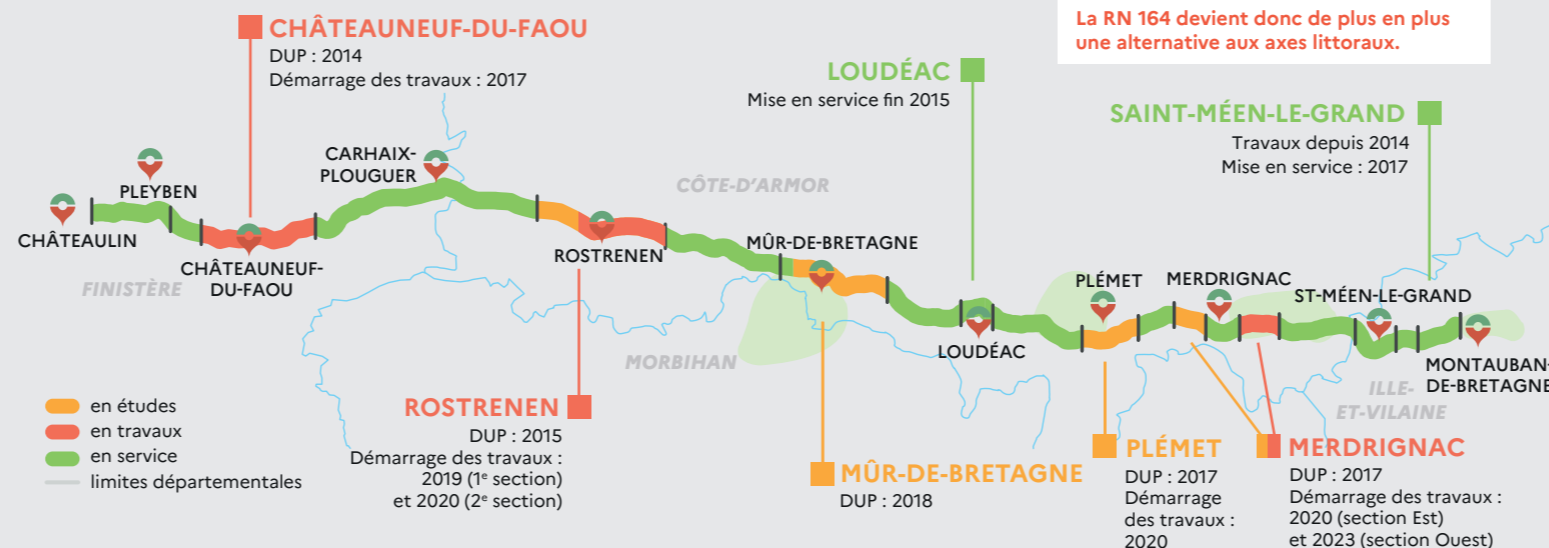 La RN 164 devient donc de plus en plus
une alternative aux axes littoraux.
CHÂTEAUNEUF-DU-FAOU
DUP : 2014
Démarrage des travaux : 2017
LOUDÉAC
Mise en service fin 2015
SAINT-MÉEN-LE-GRAND
Travaux depuis 2014
Mise en service : 2017
CHÂTEAULIN
PLEYBEN
CHÂTEAUNEUF-
DU-FAOU
FINISTÈRE
CARHAIX-
PLOUGUER
ROSTRENEN
CÔTE-D'ARMOR
MÛR-DE-BRETAGNE
MORBIHAN
LOUDÉAC
PLÉMET
MERDRIGNAC
ST-MÉEN-LE-GRAND
MONTAUBAN-
DE-BRETAGNE
ILLE-
ET-VILAINE
en études
en travaux
en service
limites départementales
ROSTRENEN
DUP : 2015
Démarrage des travaux :
2019 (1e section)
et 2020 (2e section)
MÛR-DE-BRETAGNE
DUP : 2018
PLÉMET
DUP : 2017
Démarrage
des travaux :
2020
MERDRIGNAC
DUP : 2017
Démarrage des travaux :
2020 (section Est)
et 2023 (section Ouest)